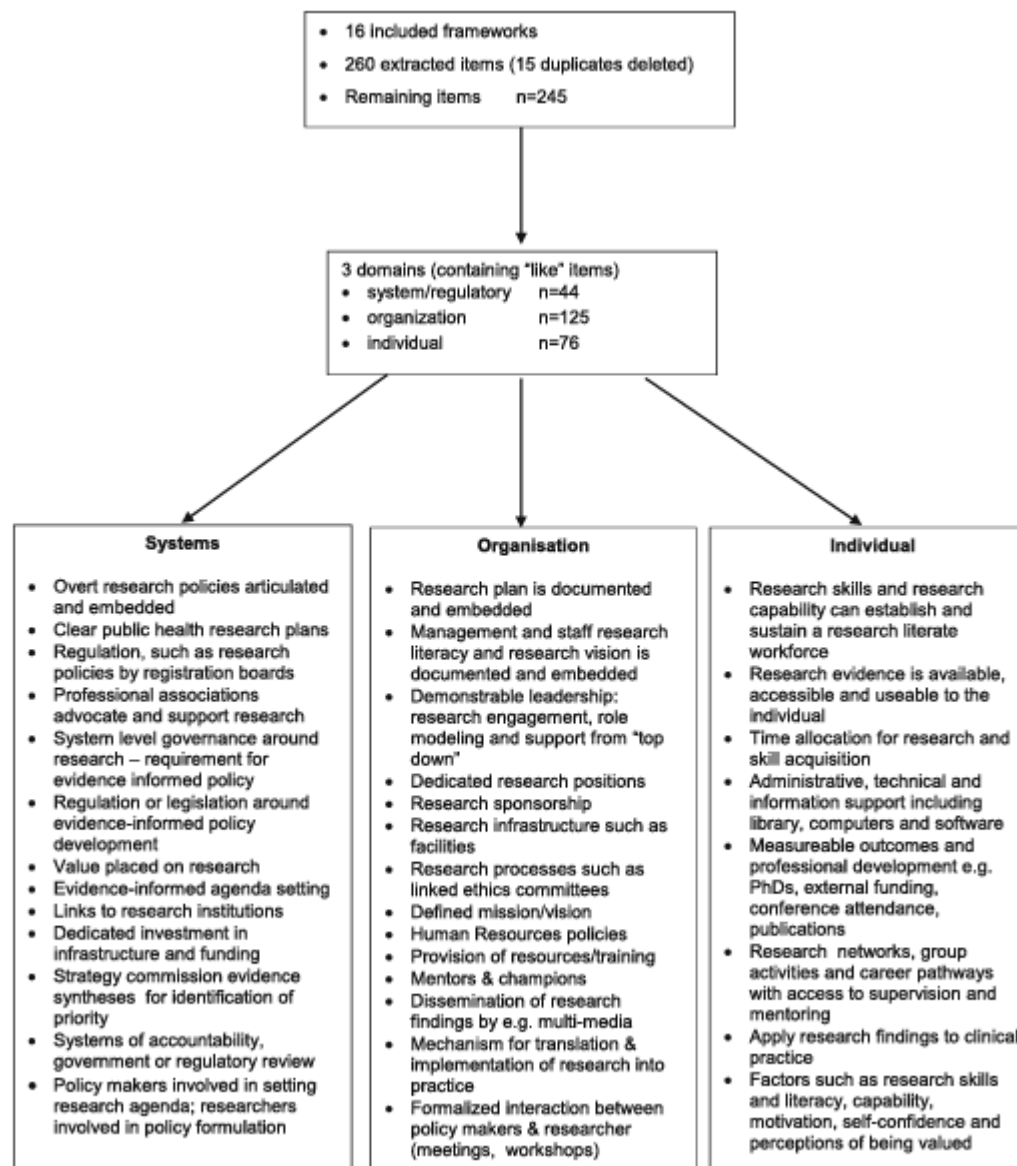 • 16 Included frameworks
• 260 extracted items (15 duplicates deleted)
• Remaining items n=245
3 domains (containing "like" items)
• system/regulatory n=44
• organization n=125
• individual n=76
Systems
• Overt research policies articulated
and embedded
• Clear public health research plans
• Regulation, such as research
policies by registration boards
• Professional associations
advocate and support research
• System level governance around
research – requirement for
evidence informed policy
• Regulation or legislation around
evidence-informed policy
development
• Value placed on research
• Evidence-informed agenda setting
• Links to research institutions
• Dedicated investment in
infrastructure and funding
• Strategy commission evidence
syntheses for identification of
priority
• Systems of accountability,
government or regulatory review
• Policy makers involved in setting
research agenda; researchers
involved in policy formulation
Organisation
• Research plan is documented
and embedded
• Management and staff research
literacy and research vision is
documented and embedded
• Demonstrable leadership:
research engagement, role
modeling and support from "top
down"
• Dedicated research positions
• Research sponsorship
• Research infrastructure such as
facilities
• Research processes such as
linked ethics committees
• Defined mission/vision
• Human Resources policies
• Provision of resources/training
• Mentors & champions
• Dissemination of research
findings by e.g. multi-media
• Mechanism for translation &
implementation of research into
practice
• Formalized interaction between
policy makers & researcher
(meetings, workshops)
Individual
• Research skills and research
capability can establish and
sustain a research literate
workforce
• Research evidence is available,
accessible and useable to the
individual
• Time allocation for research and
skill acquisition
• Administrative, technical and
information support including
library, computers and software
• Measureable outcomes and
professional development e.g.
PhDs, external funding,
conference attendance,
publications
• Research networks, group
activities and career pathways
with access to supervision and
mentoring
• Apply research findings to clinical
practice
• Factors such as research skills
and literacy, capability,
motivation, self-confidence and
perceptions of being valued